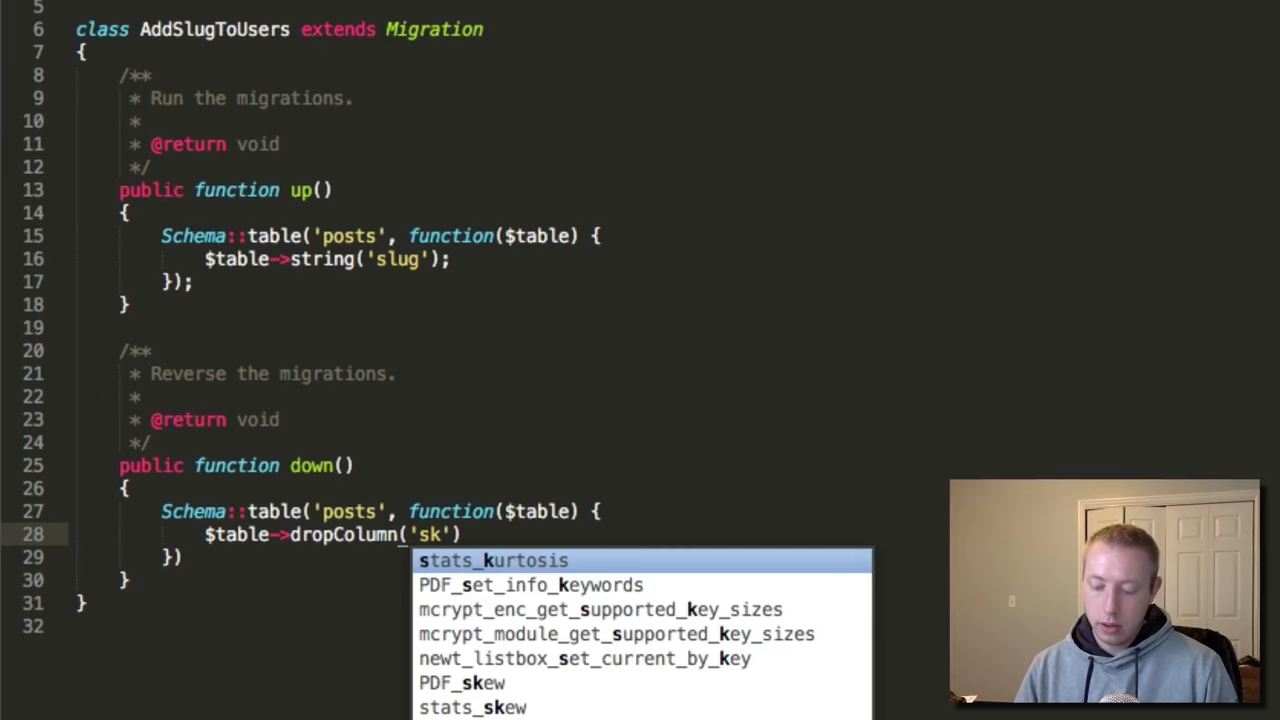 5
6 class AddSlugToUsers extends Migration
7 {
8 /**
9 * Run the migrations.
10 *
11 * @return void
12 */
13 public function up()
14 {
15 Schema::table('posts', function($table) {
16 $table->string('slug');
17 });
18 }
19
20 /**
21 * Reverse the migrations.
22 *
23 * @return void
24 */
25 public function down()
26 {
27 Schema::table('posts', function($table) {
28 $table->dropColumn('sk')
stats_kurtosis
29 })
PDF_set_info_keywords
30 }
mcrypt_enc_get_supported_key_sizes
31 }
mcrypt_module_get_supported_key_sizes
32
newt_listbox_set_current_by_key
PDF_skew
stats_skew